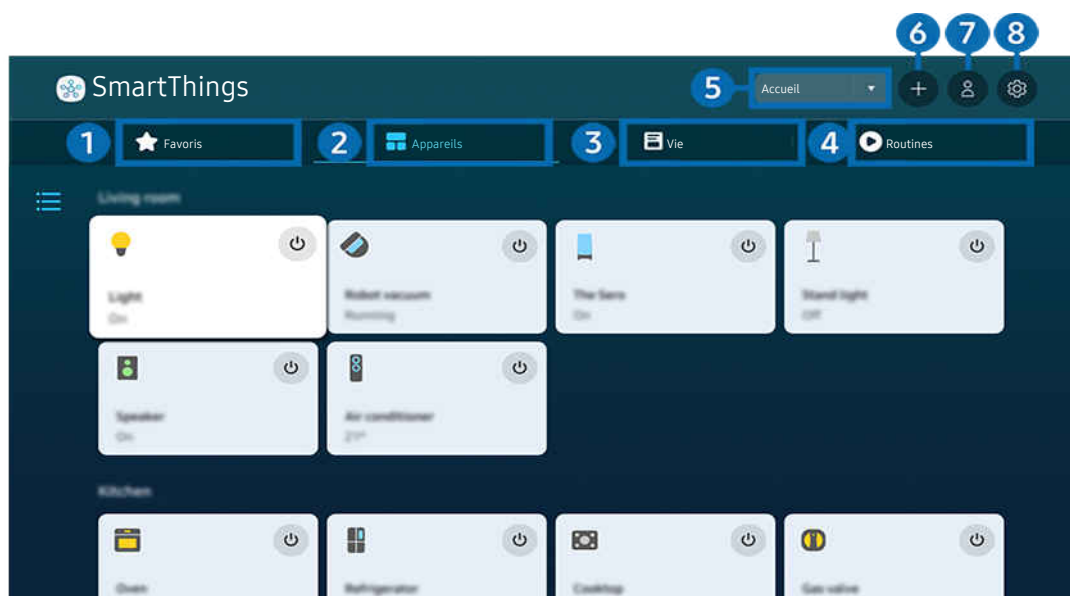 6 7 8
SmartThings
5 Accueil
1 Favoris 2 Appareils 3 Vie 4 Routines
Living room
Light
On
Robot vacuum
Running
The Sero
On
Stand light
Off
Speaker
On
Air conditioner
Kitchen
Oven
Refrigerator
Cooktop
Gas valve